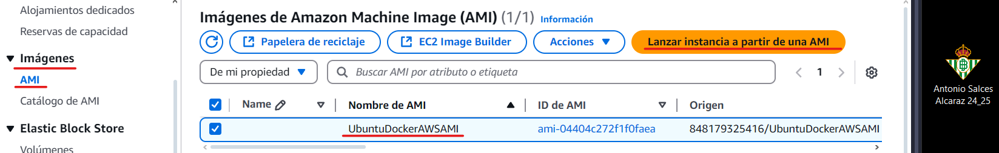 Alojamientos dedicados
Reservas de capacidad
Imágenes
AMI
Catálogo de AMI
Elastic Block Store
Volúmenes
Imágenes de Amazon Machine Image (AMI) (1/1) Información
Papelera de reciclaje
EC2 Image Builder
Acciones
Lanzar instancia a partir de una AMI
De mi propiedad
Buscar AMI por atributo o etiqueta
1
Name
Nombre de AMI
ID de AMI
Origen
UbuntuDockerAWSAMI
ami-04404c272f1f0faea
848179325416/UbuntuDockerAWSAMI
Antonio Salces
Alcaraz 24_25